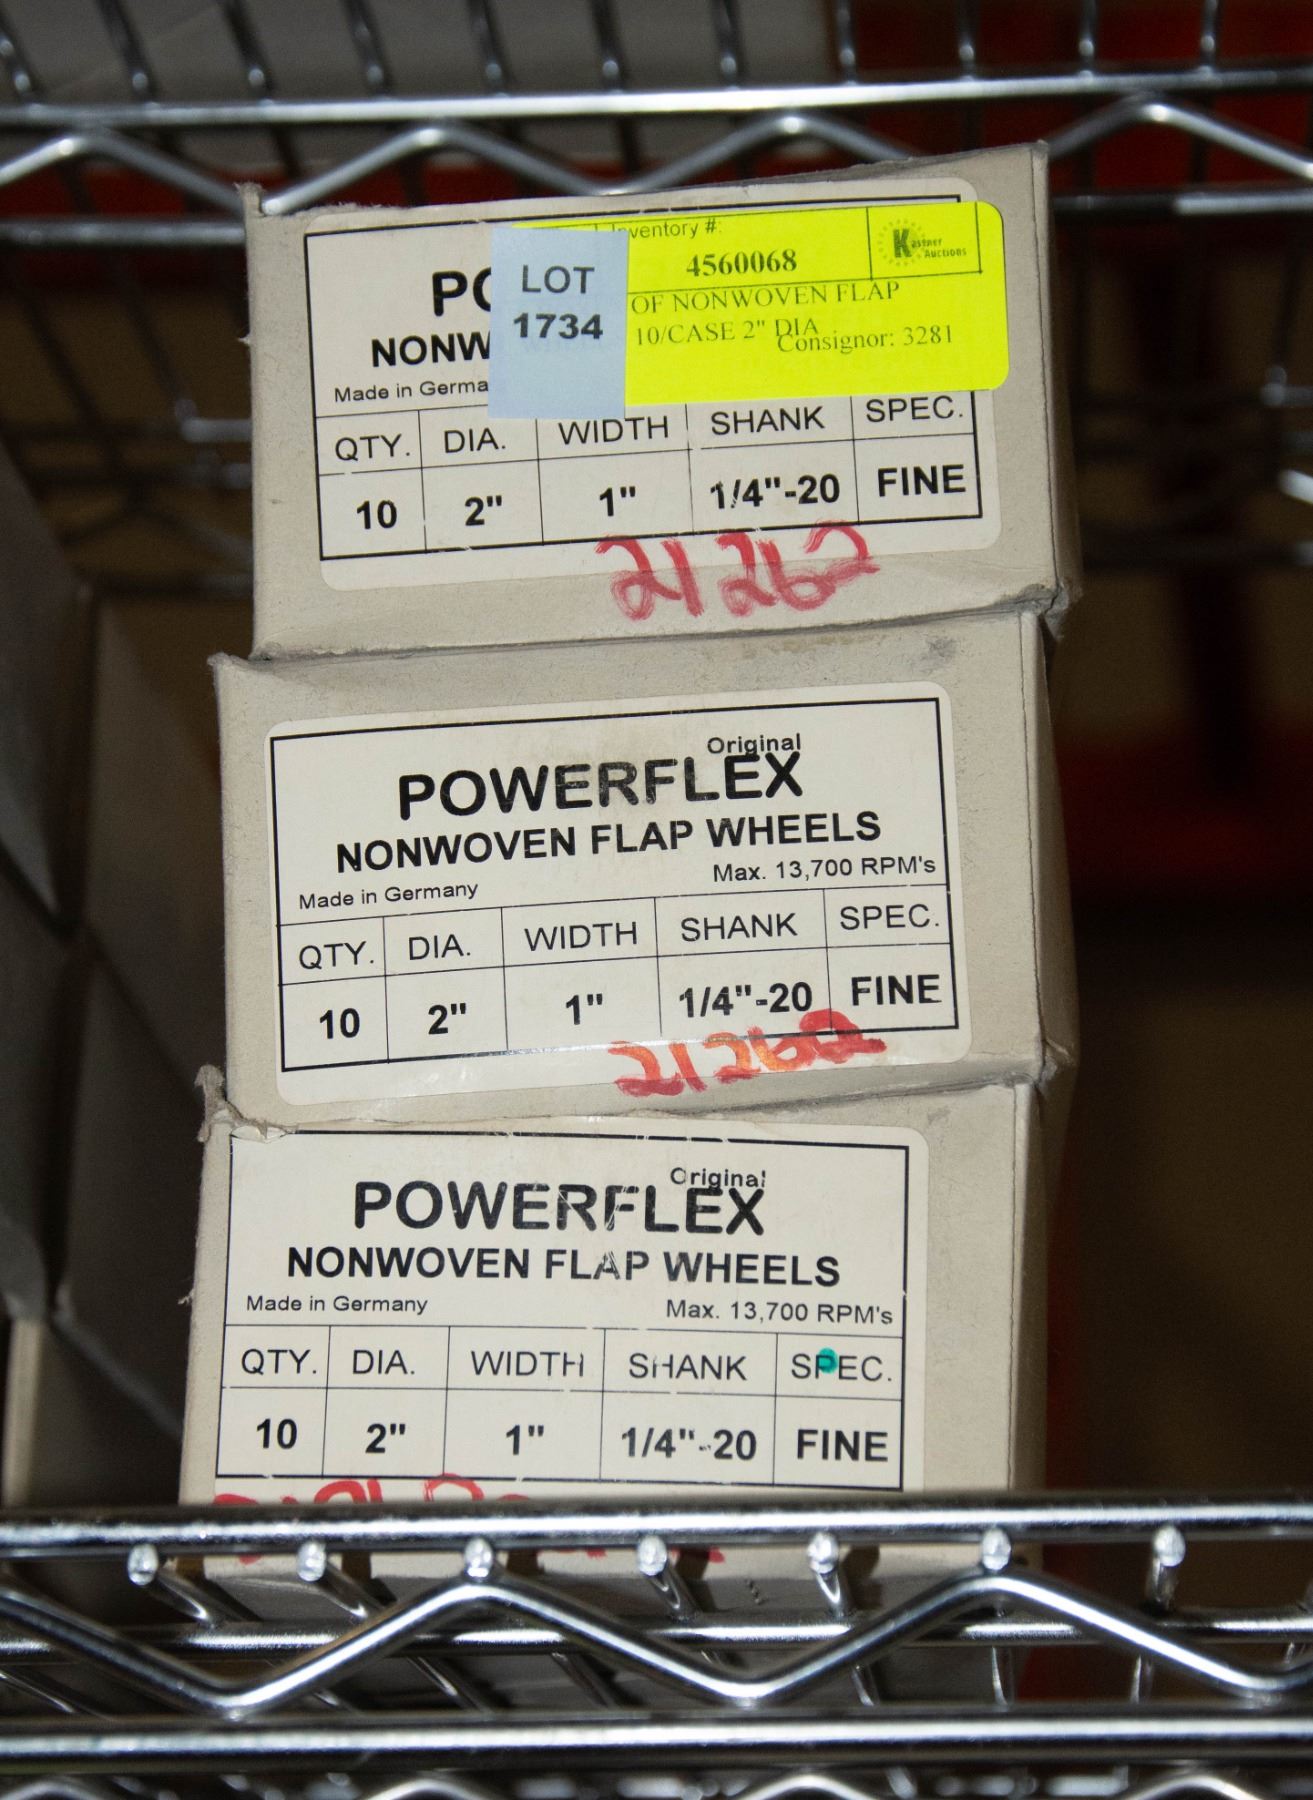 Inventory #:
4560068
Kastner
Auctions
LOT
1734
OF NONWOVEN FLAP
10/CASE 2" DIA
Consignor: 3281
PO
NONW
Made in Germa
QTY. DIA. WIDTH SHANK SPEC.
10 2" 1" 1/4"-20 FINE
21262
Original
POWERFLEX
NONWOVEN FLAP WHEELS
Max. 13,700 RPM's
Made in Germany
QTY. DIA. WIDTH SHANK SPEC.
10 2" 1" 1/4"-20 FINE
21262
Original
POWERFLEX
NONWOVEN FLAP WHEELS
Made in Germany Max. 13,700 RPM's
QTY. DIA. WIDTH SHANK SPEC.
10 2" 1" 1/4"-20 FINE